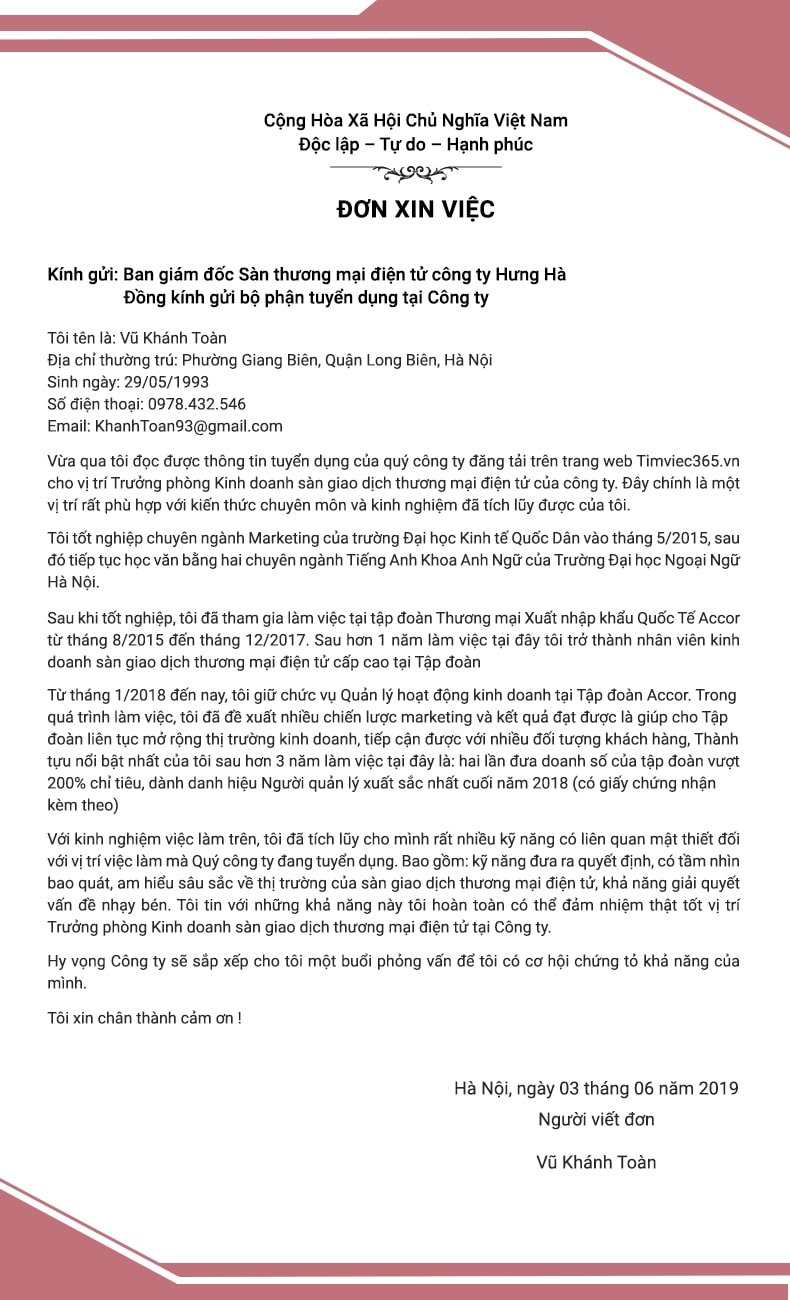 Cộng Hòa Xã Hội Chủ Nghĩa Việt Nam
Độc lập – Tự do – Hạnh phúc
ĐƠN XIN VIỆC
Kính gửi: Ban giám đốc Sàn thương mại điện tử công ty Hưng Hà
Đồng kính gửi bộ phận tuyển dụng tại Công ty
Tôi tên là: Vũ Khánh Toàn
Địa chỉ thường trú: Phường Giang Biên, Quận Long Biên, Hà Nội
Sinh ngày: 29/05/1993
Số điện thoại: 0978.432.546
Email: KhanhToan93@gmail.com
Vừa qua tôi đọc được thông tin tuyển dụng của quý công ty đăng tải trên trang web Timviec365.vn
cho vị trí Trưởng phòng Kinh doanh sàn giao dịch thương mại điện tử của công ty. Đây chính là một
vị trí rất phù hợp với kiến thức chuyên môn và kinh nghiệm đã tích lũy được của tôi.
Tôi tốt nghiệp chuyên ngành Marketing của trường Đại học Kinh tế Quốc Dân vào tháng 5/2015, sau
đó tiếp tục học văn bằng hai chuyên ngành Tiếng Anh Khoa Anh Ngữ của Trường Đại học Ngoại Ngữ
Hà Nội.
Sau khi tốt nghiệp, tôi đã tham gia làm việc tại tập đoàn Thương mại Xuất nhập khẩu Quốc Tế Accor
từ tháng 8/2015 đến tháng 12/2017. Sau hơn 1 năm làm việc tại đây tôi trở thành nhân viên kinh
doanh sàn giao dịch thương mại điện tử cấp cao tại Tập đoàn
Từ tháng 1/2018 đến nay, tôi giữ chức vụ Quản lý hoạt động kinh doanh tại Tập đoàn Accor. Trong
quá trình làm việc, tôi đã đề xuất nhiều chiến lược marketing và kết quả đạt được là giúp cho Tập
đoàn liên tục mở rộng thị trường kinh doanh, tiếp cận được với nhiều đối tượng khách hàng, Thành
tựu nổi bật nhất của tôi sau hơn 3 năm làm việc tại đây là: hai lần đưa doanh số của tập đoàn vượt
200% chỉ tiêu, dành danh hiệu Người quản lý xuất sắc nhất cuối năm 2018 (có giấy chứng nhận
kèm theo)
Với kinh nghiệm việc làm trên, tôi đã tích lũy cho mình rất nhiều kỹ năng có liên quan mật thiết đối
với vị trí việc làm mà Quý công ty đang tuyển dụng. Bao gồm: kỹ năng đưa ra quyết định, có tầm nhìn
bao quát, am hiểu sâu sắc về thị trường của sàn giao dịch thương mại điện tử, khả năng giải quyết
vấn đề nhạy bén. Tôi tin với những khả năng này tôi hoàn toàn có thể đảm nhiệm thật tốt vị trí
Trưởng phòng Kinh doanh sàn giao dịch thương mại điện tử tại Công ty.
Hy vọng Công ty sẽ sắp xếp cho tôi một buổi phỏng vấn để tôi có cơ hội chứng tỏ khả năng của
mình.
Tôi xin chân thành cảm ơn !
Hà Nội, ngày 03 tháng 06 năm 2019
Người viết đơn
Vũ Khánh Toàn